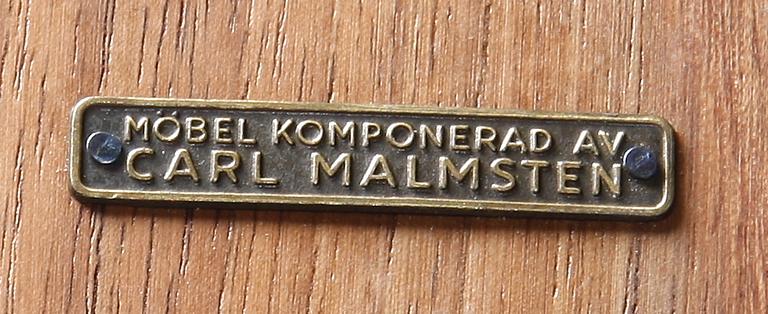 MÖBEL KOMPONERAD AV
CARL MALMSTEN